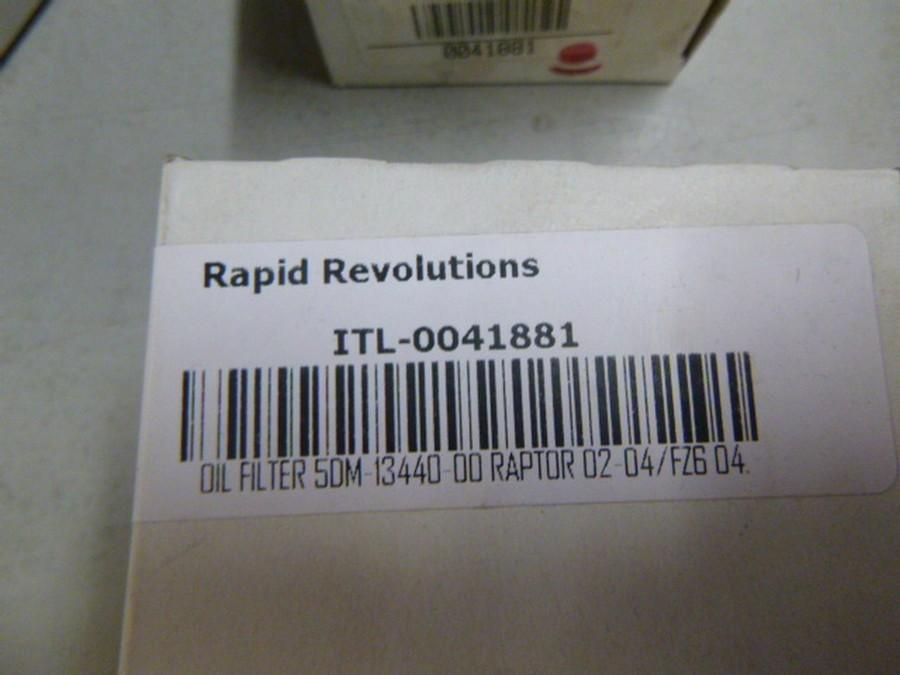 0041881
Rapid Revolutions
ITL-0041881
OIL FILTER 5DM-13440-00 RAPTOR 02-04/FZ6 04.